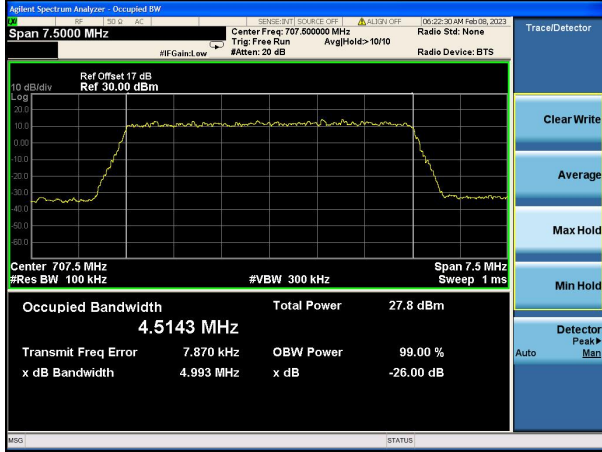 Agilent Spectrum Analyzer - Occupied BW
RF 50 Ω AC SENSE:INT SOURCE OFF ALIGN OFF 06:22:30 AM Feb 08, 2023
Span 7.5000 MHz
Center Freq: 707.500000 MHz
Radio Std: None
Trig: Free Run Avg|Hold:> 10/10
#IFGain:Low #Atten: 20 dB Radio Device: BTS
Trace/Detector
Ref Offset 17 dB
10 dB/div Ref 30.00 dBm
Log
20.0
10.0
0.00
-10.0
-20.0
-30.0
-40.0
-50.0
-60.0
Center 707.5 MHz Span 7.5 MHz
#Res BW 100 kHz #VBW 300 kHz Sweep 1 ms
Occupied Bandwidth Total Power 27.8 dBm
4.5143 MHz
Transmit Freq Error 7.870 kHz OBW Power 99.00 %
x dB Bandwidth 4.993 MHz x dB -26.00 dB
Clear Write
Average
Max Hold
Min Hold
Detector
Peak▶
Auto Man
MSG STATUS